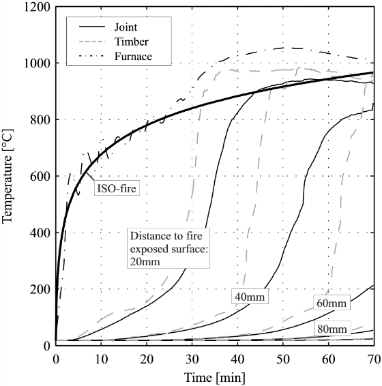 1200
1000
800
600
400
200
0
Temperature [°C]
Joint
Timber
Furnace
ISO-fire
Distance to fire
exposed surface:
20mm
40mm
60mm
80mm
0 10 20 30 40 50 60 70
Time [min]